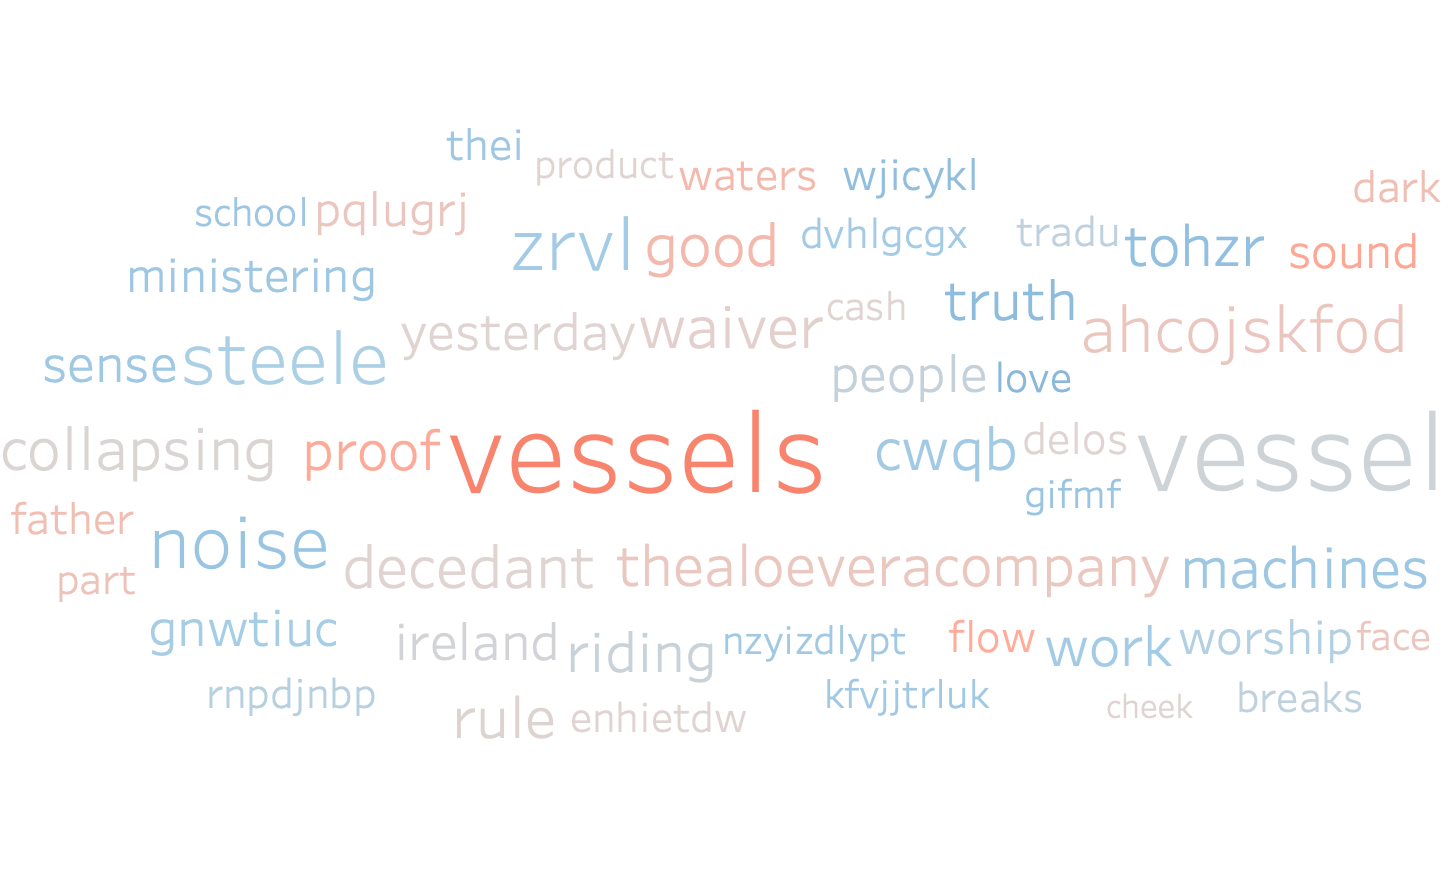 thei product waters wjicykl dark
school pqlugrj zrvl good dvhlgcgx tradu tohzr sound
ministering yesterday waiver cash truth ahcojskfod
sense steele people love
collapsing proof vessels cwqb delos vessel
father gifmf
noise decedant thealoeveracompany machines
part
gnwtiuc ireland riding nzyizdlypt flow work worship face
rnpdjnbp rule enhietdw kfvjjtrluk cheek breaks